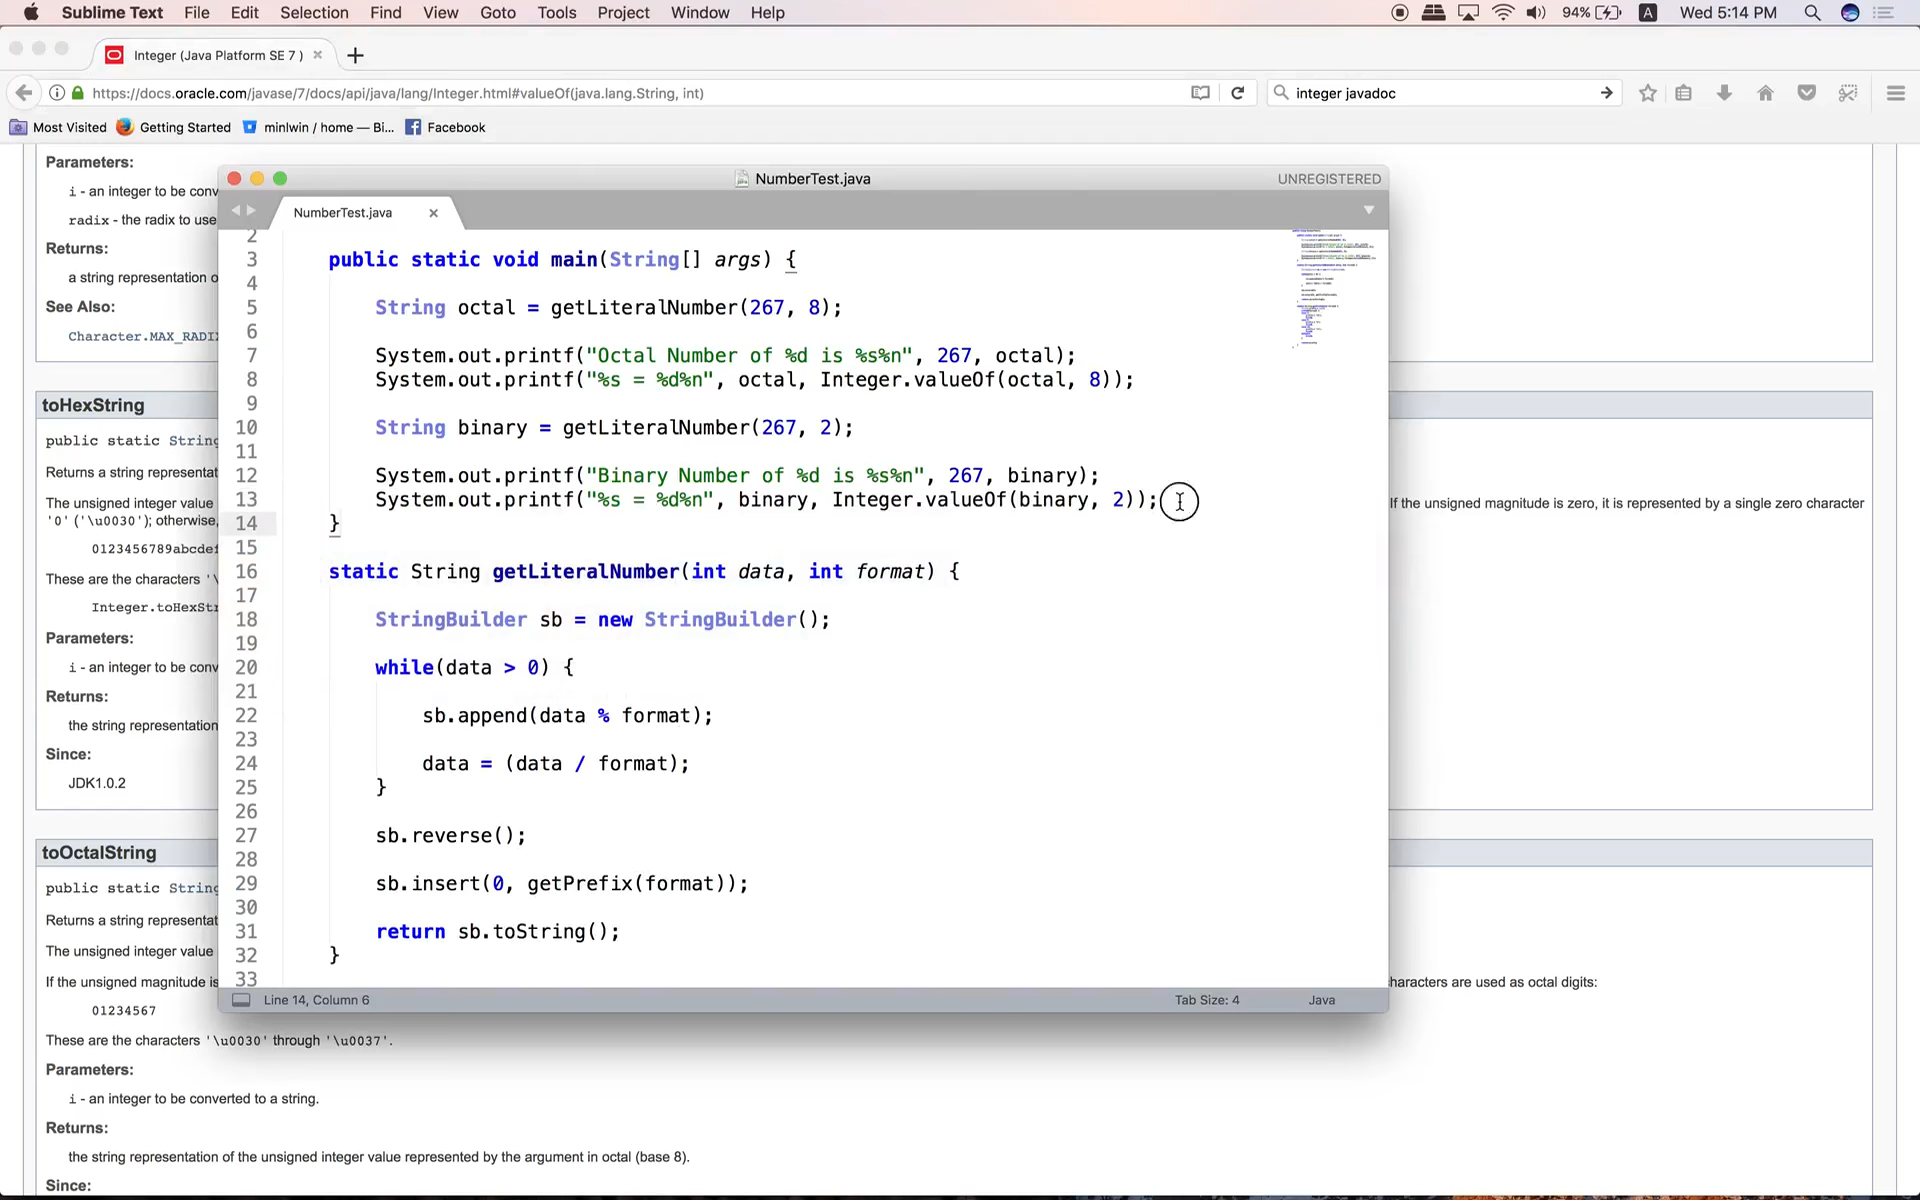 Sublime Text File Edit Selection Find View Goto Tools Project Window Help 94% A Wed 5:14 PM
Integer (Java Platform SE 7 )
https://docs.oracle.com/javase/7/docs/api/java/lang/Integer.html#valueOf(java.lang.String, int) integer javadoc
Most Visited Getting Started minlwin / home — Bi... Facebook
Parameters:
i - an integer to be conv
radix - the radix to use
Returns:
a string representation o
See Also:
Character.MAX_RADI
toHexString
public static String
Returns a string representat
The unsigned integer value
If the unsigned magnitude is zero, it is represented by a single zero character
'0' ('\u0030'); otherwise,
0123456789abcdef
These are the characters '\
Integer.toHexStr
Parameters:
i - an integer to be conv
Returns:
the string representation
Since:
JDK1.0.2
toOctalString
public static String
Returns a string representat
The unsigned integer value
If the unsigned magnitude is
haracters are used as octal digits:
01234567
These are the characters '\u0030' through '\u0037'.
Parameters:
i - an integer to be converted to a string.
Returns:
the string representation of the unsigned integer value represented by the argument in octal (base 8).
Since:
NumberTest.java UNREGISTERED
NumberTest.java
2
3 public static void main(String[] args) {
4
5 String octal = getLiteralNumber(267, 8);
6
7 System.out.printf("Octal Number of %d is %s%n", 267, octal);
8 System.out.printf("%s = %d%n", octal, Integer.valueOf(octal, 8));
9
10 String binary = getLiteralNumber(267, 2);
11
12 System.out.printf("Binary Number of %d is %s%n", 267, binary);
13 System.out.printf("%s = %d%n", binary, Integer.valueOf(binary, 2));
14 }
15
16 static String getLiteralNumber(int data, int format) {
17
18 StringBuilder sb = new StringBuilder();
19
20 while(data > 0) {
21
22 sb.append(data % format);
23
24 data = (data / format);
25 }
26
27 sb.reverse();
28
29 sb.insert(0, getPrefix(format));
30
31 return sb.toString();
32 }
33
Line 14, Column 6 Tab Size: 4 Java